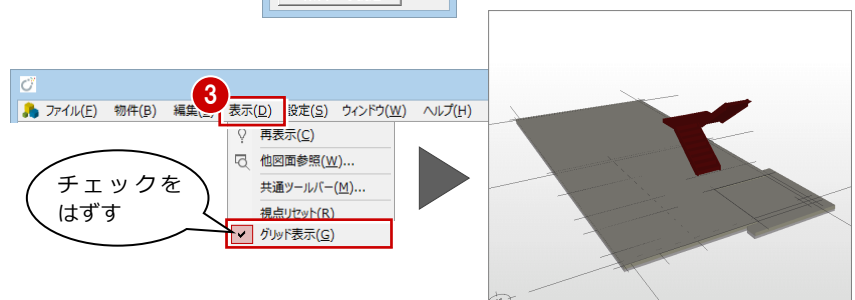 3
ファイル(F) 物件(B) 編集 表示(D) 設定(S) ウィンドウ(W) ヘルプ(H)
再表示(C)
他図面参照(W)...
共通ツールバー(M)...
視点リセット(R)
グリッド表示(G)
チェックを
はずす